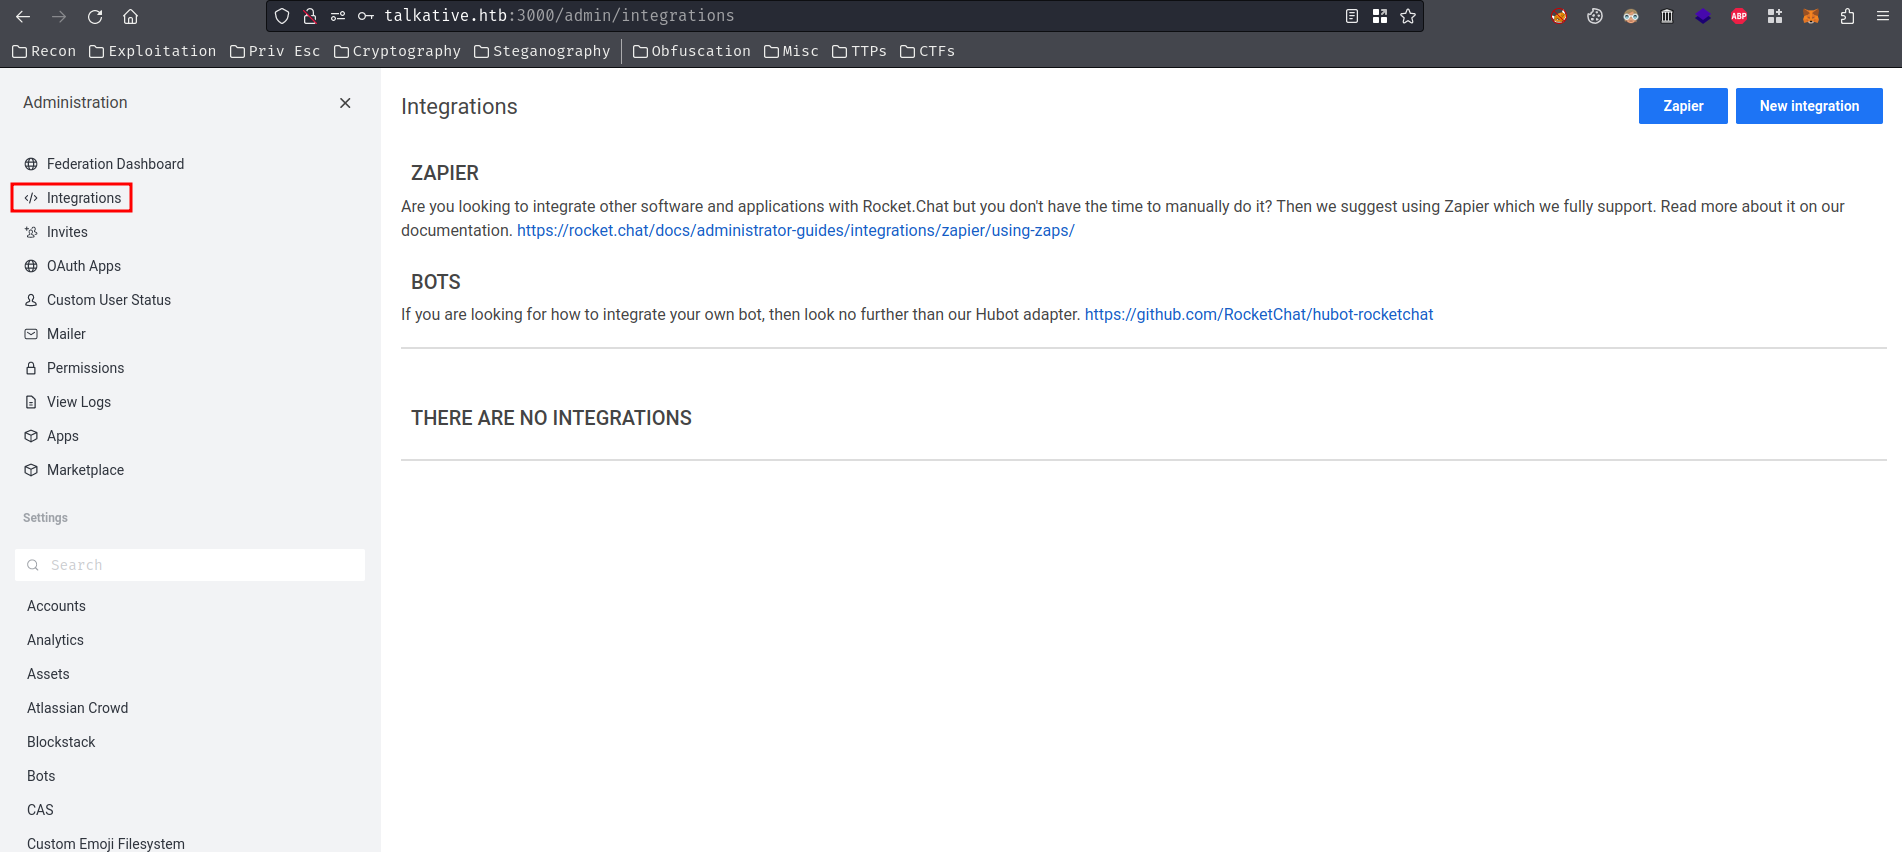 talkative.htb:3000/admin/integrations
ABP
Recon Exploitation Priv Esc Cryptography Steganography Obfuscation Misc TTPs CTFs
Administration
Federation Dashboard
Integrations
Invites
OAuth Apps
Custom User Status
Mailer
Permissions
View Logs
Apps
Marketplace
Settings
Search
Accounts
Analytics
Assets
Atlassian Crowd
Blockstack
Bots
CAS
Custom Emoji Filesystem
Integrations
Zapier New integration
ZAPIER
Are you looking to integrate other software and applications with Rocket.Chat but you don't have the time to manually do it? Then we suggest using Zapier which we fully support. Read more about it on our
documentation. https://rocket.chat/docs/administrator-guides/integrations/zapier/using-zaps/
BOTS
If you are looking for how to integrate your own bot, then look no further than our Hubot adapter. https://github.com/RocketChat/hubot-rocketchat
THERE ARE NO INTEGRATIONS